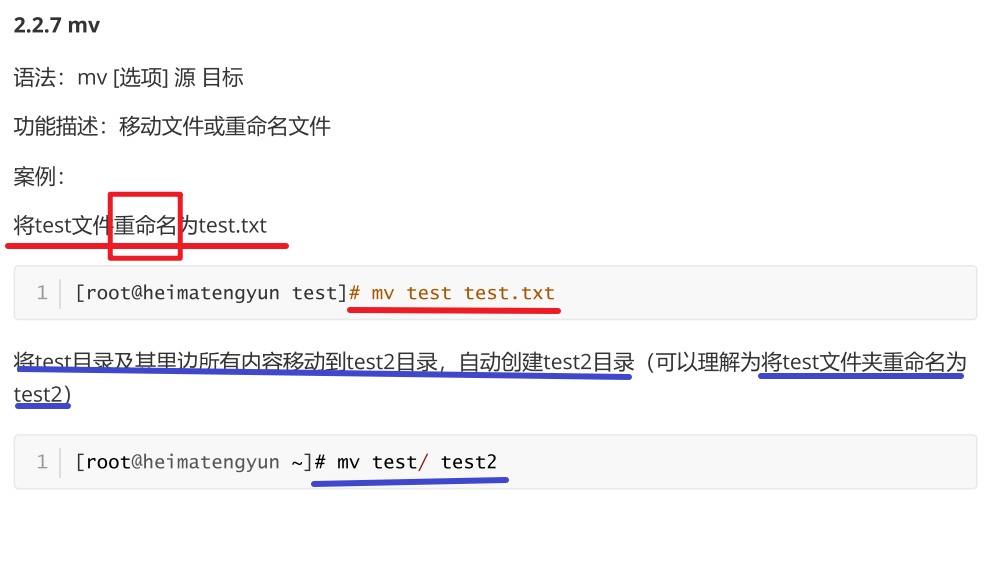 2.2.7 mv
语法：mv [选项] 源 目标
功能描述：移动文件或重命名文件
案例：
将test文件重命名为test.txt
1 [root@heimatengyun test]# mv test test.txt
将test目录及其里边所有内容移动到test2目录，自动创建test2目录（可以理解为将test文件夹重命名为
test2）
1 [root@heimatengyun ~]# mv test/ test2